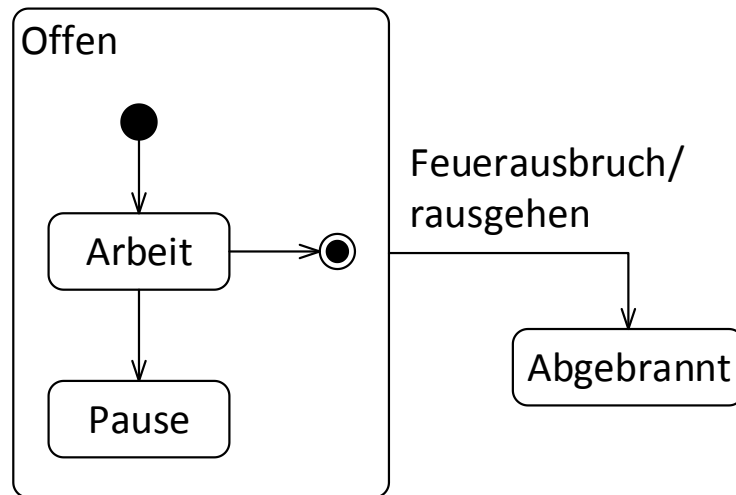 Offen
Feuerausbruch/
rausgehen
Arbeit
Abgebrannt
Pause